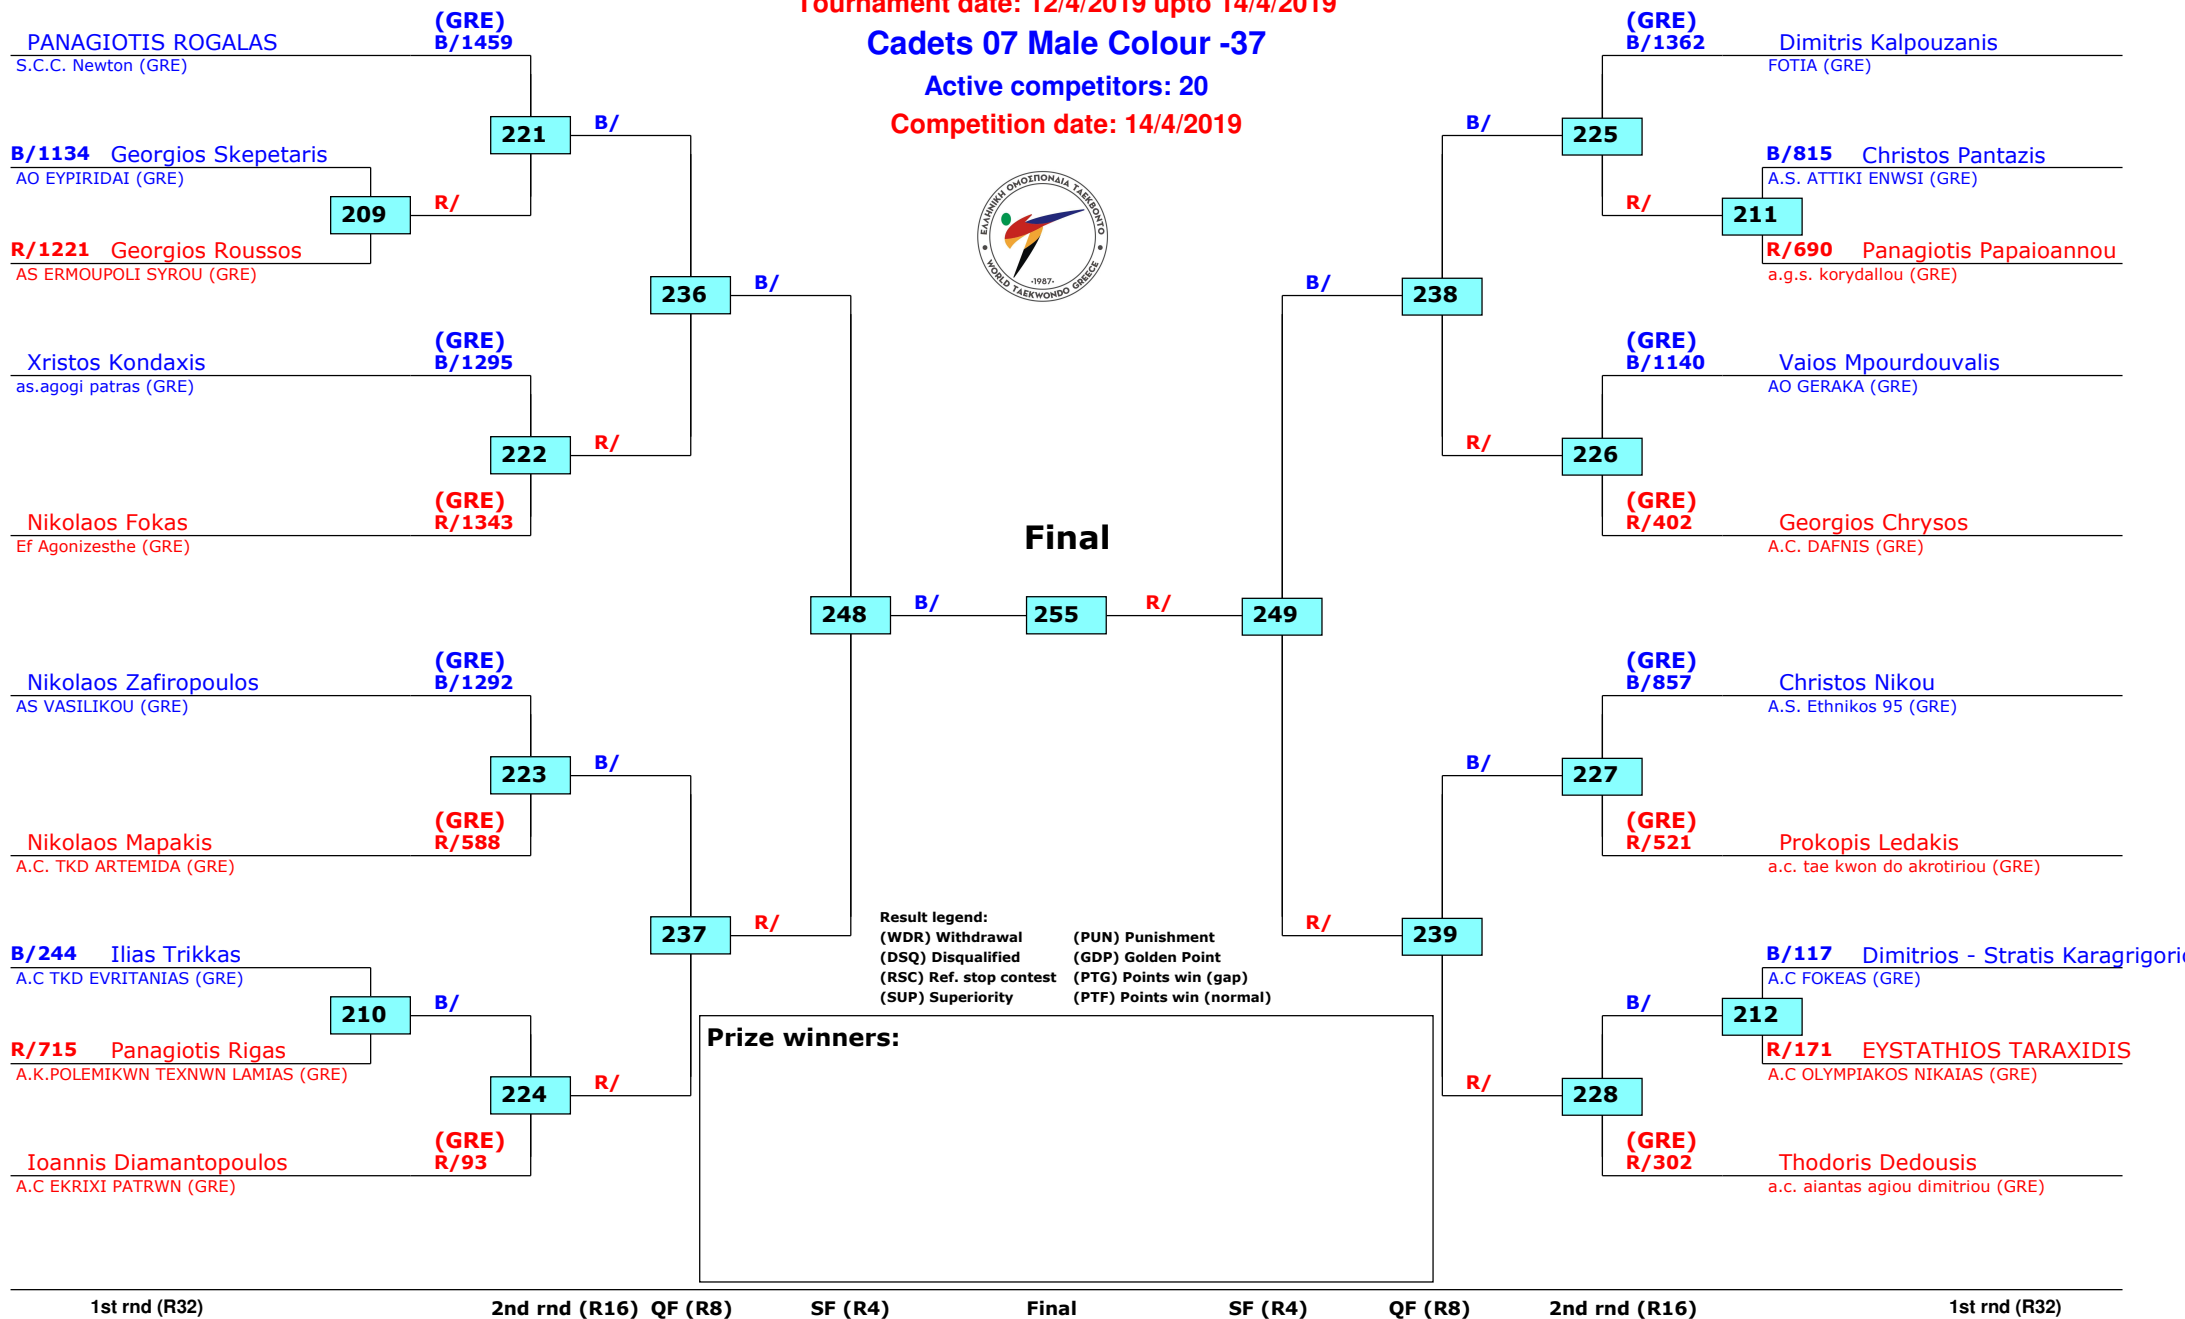 Tournament date: 12/4/2019 upto 14/4/2019
Cadets 07 Male Colour -37
Active competitors: 20
Competition date: 14/4/2019
ΕΛΛΗΝΙΚΗ ΟΜΟΣΠΟΝΔΙΑ ΤΑΕΚΒΟΝΤΟ
·1987·
WORLD TAEKWONDO GREECE
(GRE)
PANAGIOTIS ROGALAS B/1459
S.C.C. Newton (GRE)
221 B/
B/1134 Georgios Skepetaris
AO EYPIRIDAI (GRE)
209 R/
R/1221 Georgios Roussos
AS ERMOUPOLI SYROU (GRE)
236 B/
(GRE)
Xristos Kondaxis B/1295
as.agogi patras (GRE)
222 R/
(GRE)
Nikolaos Fokas R/1343
Ef Agonizesthe (GRE)
248 B/
(GRE)
Nikolaos Zafiropoulos B/1292
AS VASILIKOU (GRE)
223 B/
(GRE)
Nikolaos Mapakis R/588
A.C. TKD ARTEMIDA (GRE)
237 R/
B/244 Ilias Trikkas
A.C TKD EVRITANIAS (GRE)
210 B/
R/715 Panagiotis Rigas
A.K.POLEMIKWN TEXNWN LAMIAS (GRE)
224 R/
(GRE)
Ioannis Diamantopoulos R/93
A.C EKRIXI PATRWN (GRE)
Final
255
(GRE)
B/1362 Dimitris Kalpouzanis
FOTIA (GRE)
B/ 225
B/815 Christos Pantazis
A.S. ATTIKI ENWSI (GRE)
R/ 211
R/690 Panagiotis Papaioannou
a.g.s. korydallou (GRE)
B/ 238
(GRE)
B/1140 Vaios Mpourdouvalis
AO GERAKA (GRE)
R/ 226
(GRE)
R/402 Georgios Chrysos
A.C. DAFNIS (GRE)
R/ 249
(GRE)
B/857 Christos Nikou
A.S. Ethnikos 95 (GRE)
B/ 227
(GRE)
R/521 Prokopis Ledakis
a.c. tae kwon do akrotiriou (GRE)
R/ 239
B/117 Dimitrios - Stratis Karagrigori
A.C FOKEAS (GRE)
B/ 212
R/171 EYSTATHIOS TARAXIDIS
A.C OLYMPIAKOS NIKAIAS (GRE)
R/ 228
(GRE)
R/302 Thodoris Dedousis
a.c. aiantas agiou dimitriou (GRE)
Result legend:
(WDR) Withdrawal (PUN) Punishment
(DSQ) Disqualified (GDP) Golden Point
(RSC) Ref. stop contest (PTG) Points win (gap)
(SUP) Superiority (PTF) Points win (normal)
Prize winners:
1st rnd (R32) 2nd rnd (R16) QF (R8) SF (R4) Final SF (R4) QF (R8) 2nd rnd (R16) 1st rnd (R32)